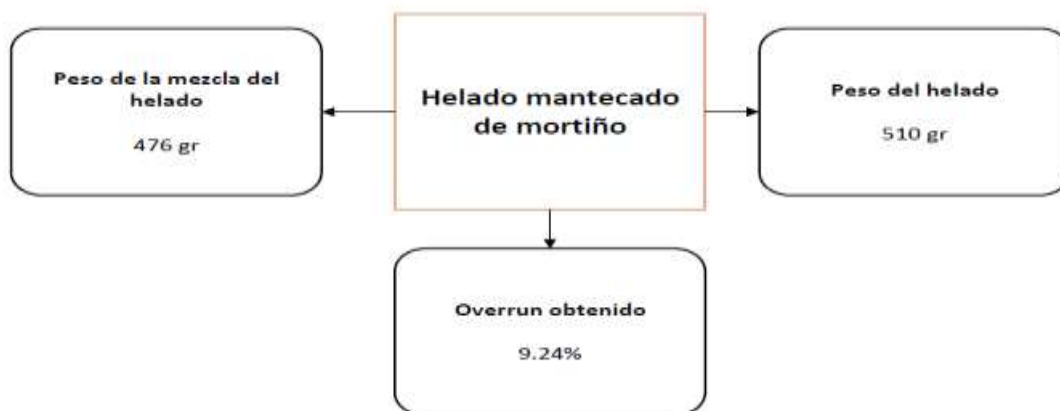 Peso de la mezcla del
helado
476 gr
Helado mantecado
de mortiño
Peso del helado
510 gr
Overrun obtenido
9.24%